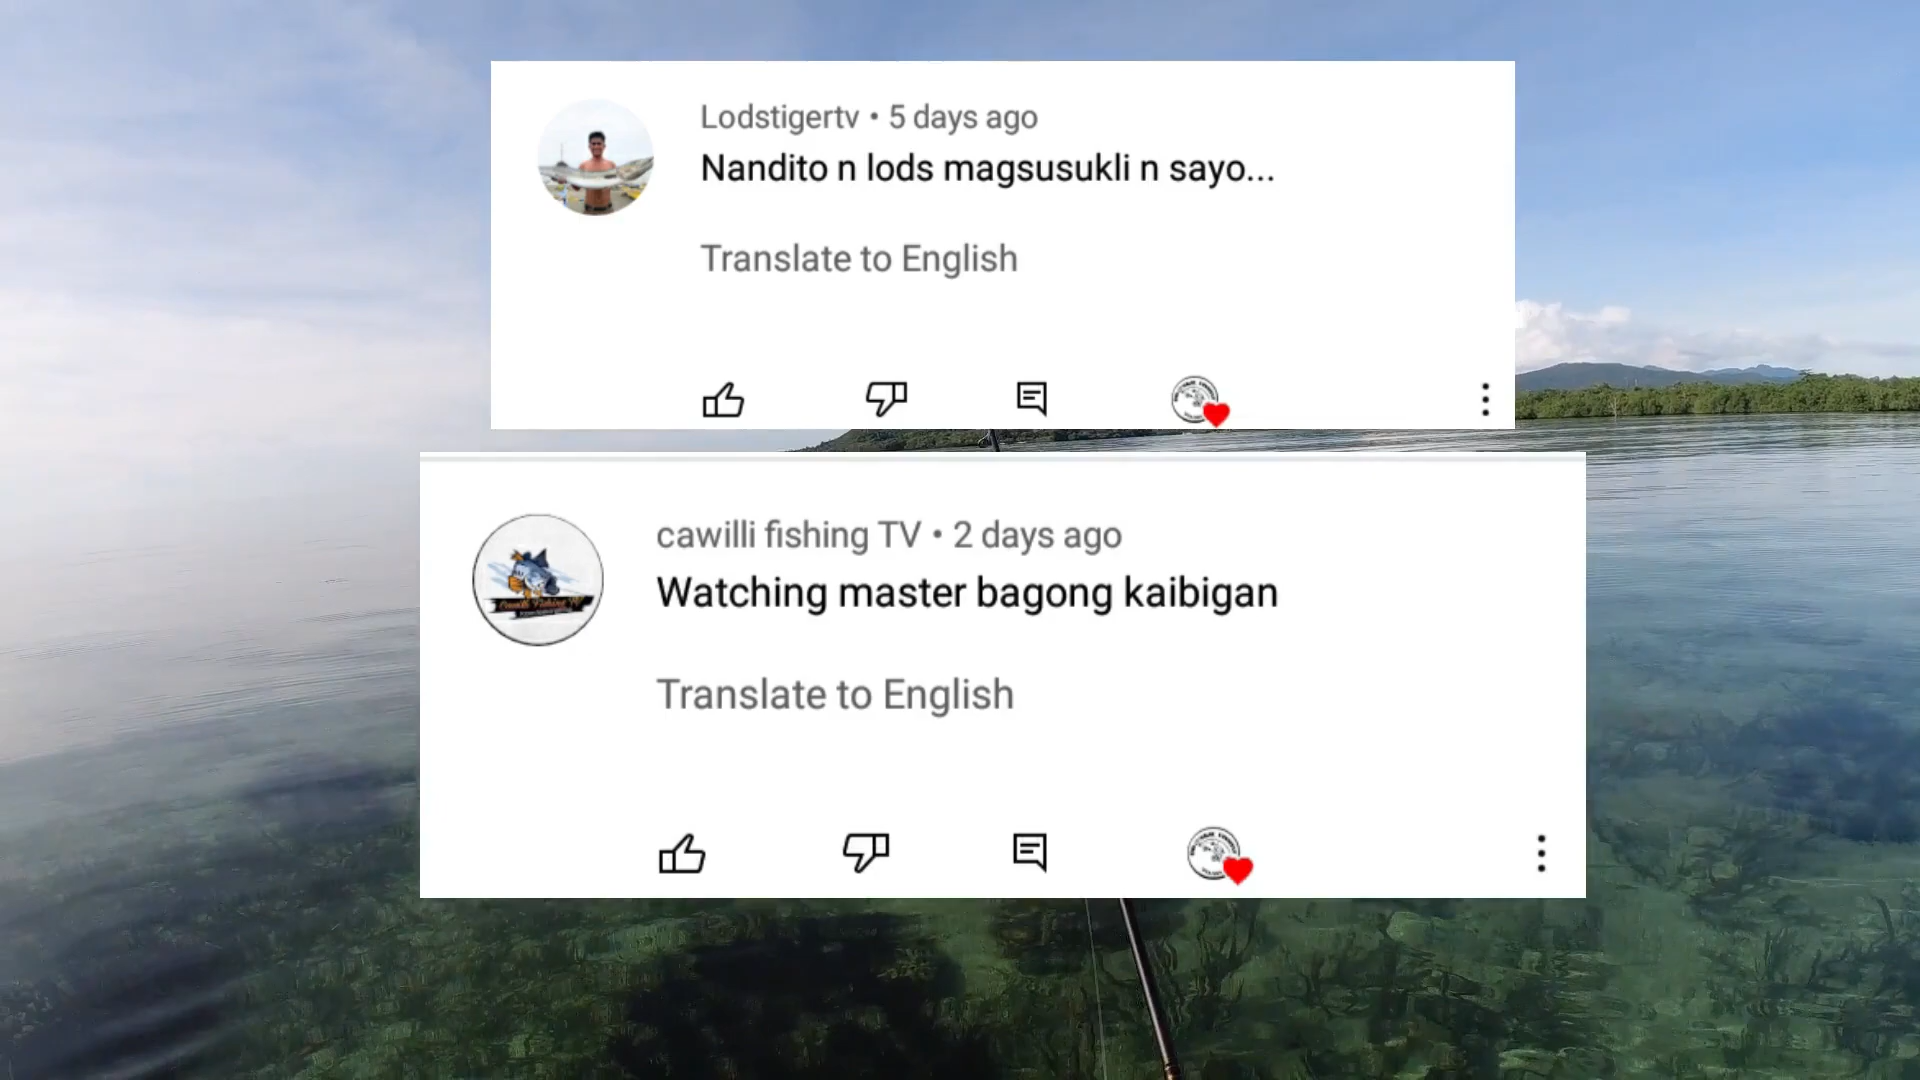 Lodstigertv • 5 days ago
Nandito n lods magsusukli n sayo...
Translate to English
cawilli fishing TV • 2 days ago
Watching master bagong kaibigan
Translate to English